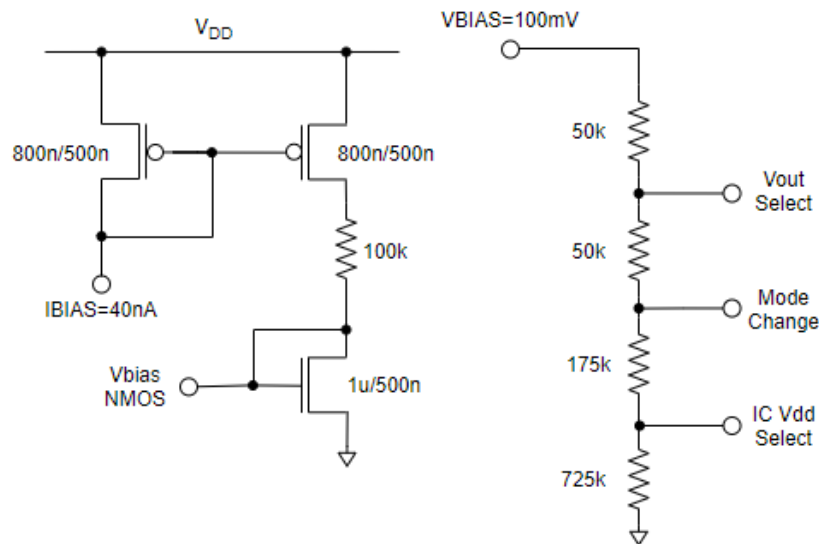 V_DD
VBIAS=100mV
800n/500n
800n/500n
50k
Vout
Select
100k
50k
IBIAS=40nA
Mode
Change
Vbias
NMOS
1u/500n
175k
IC Vdd
Select
725k